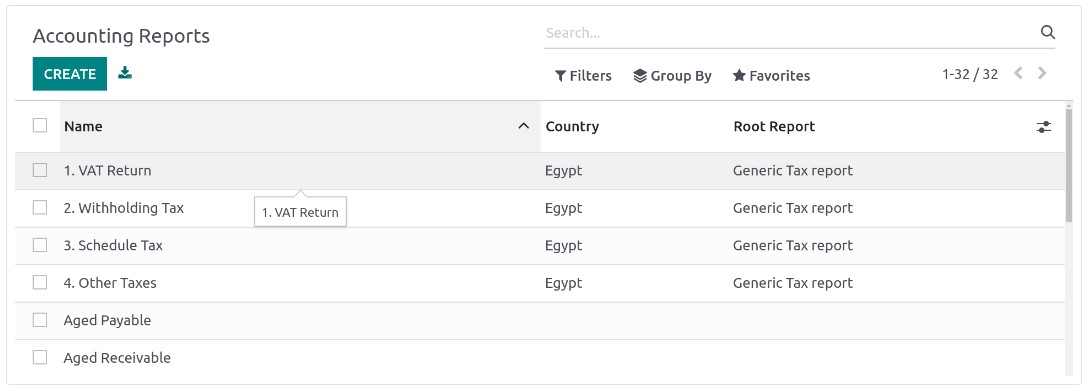 Accounting Reports
Search...
CREATE
Filters Group By Favorites 1-32 / 32
Name Country Root Report
1. VAT Return Egypt Generic Tax report
2. Withholding Tax Egypt Generic Tax report
1. VAT Return
3. Schedule Tax Egypt Generic Tax report
4. Other Taxes Egypt Generic Tax report
Aged Payable
Aged Receivable